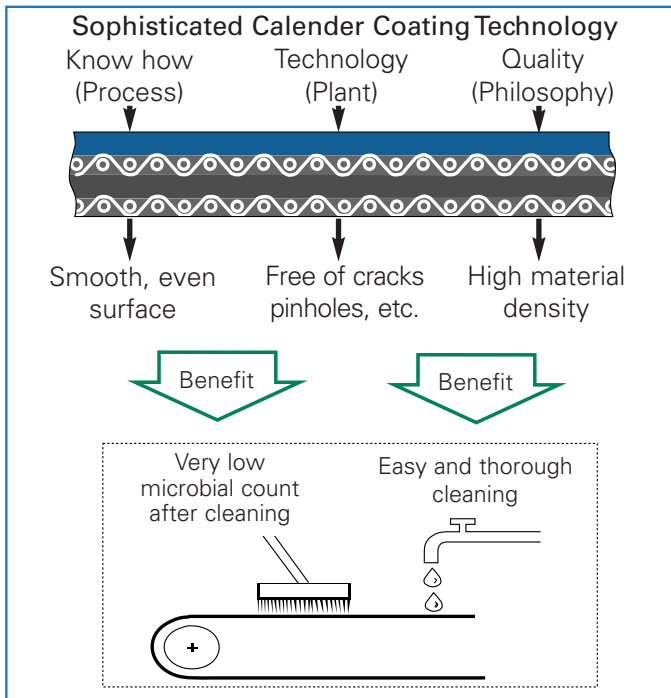 Sophisticated Calender Coating Technology
Know how
(Process)
Technology
(Plant)
Quality
(Philosophy)
Smooth, even
surface
Free of cracks
pinholes, etc.
High material
density
Benefit
Benefit
Very low
microbial count
after cleaning
Easy and thorough
cleaning